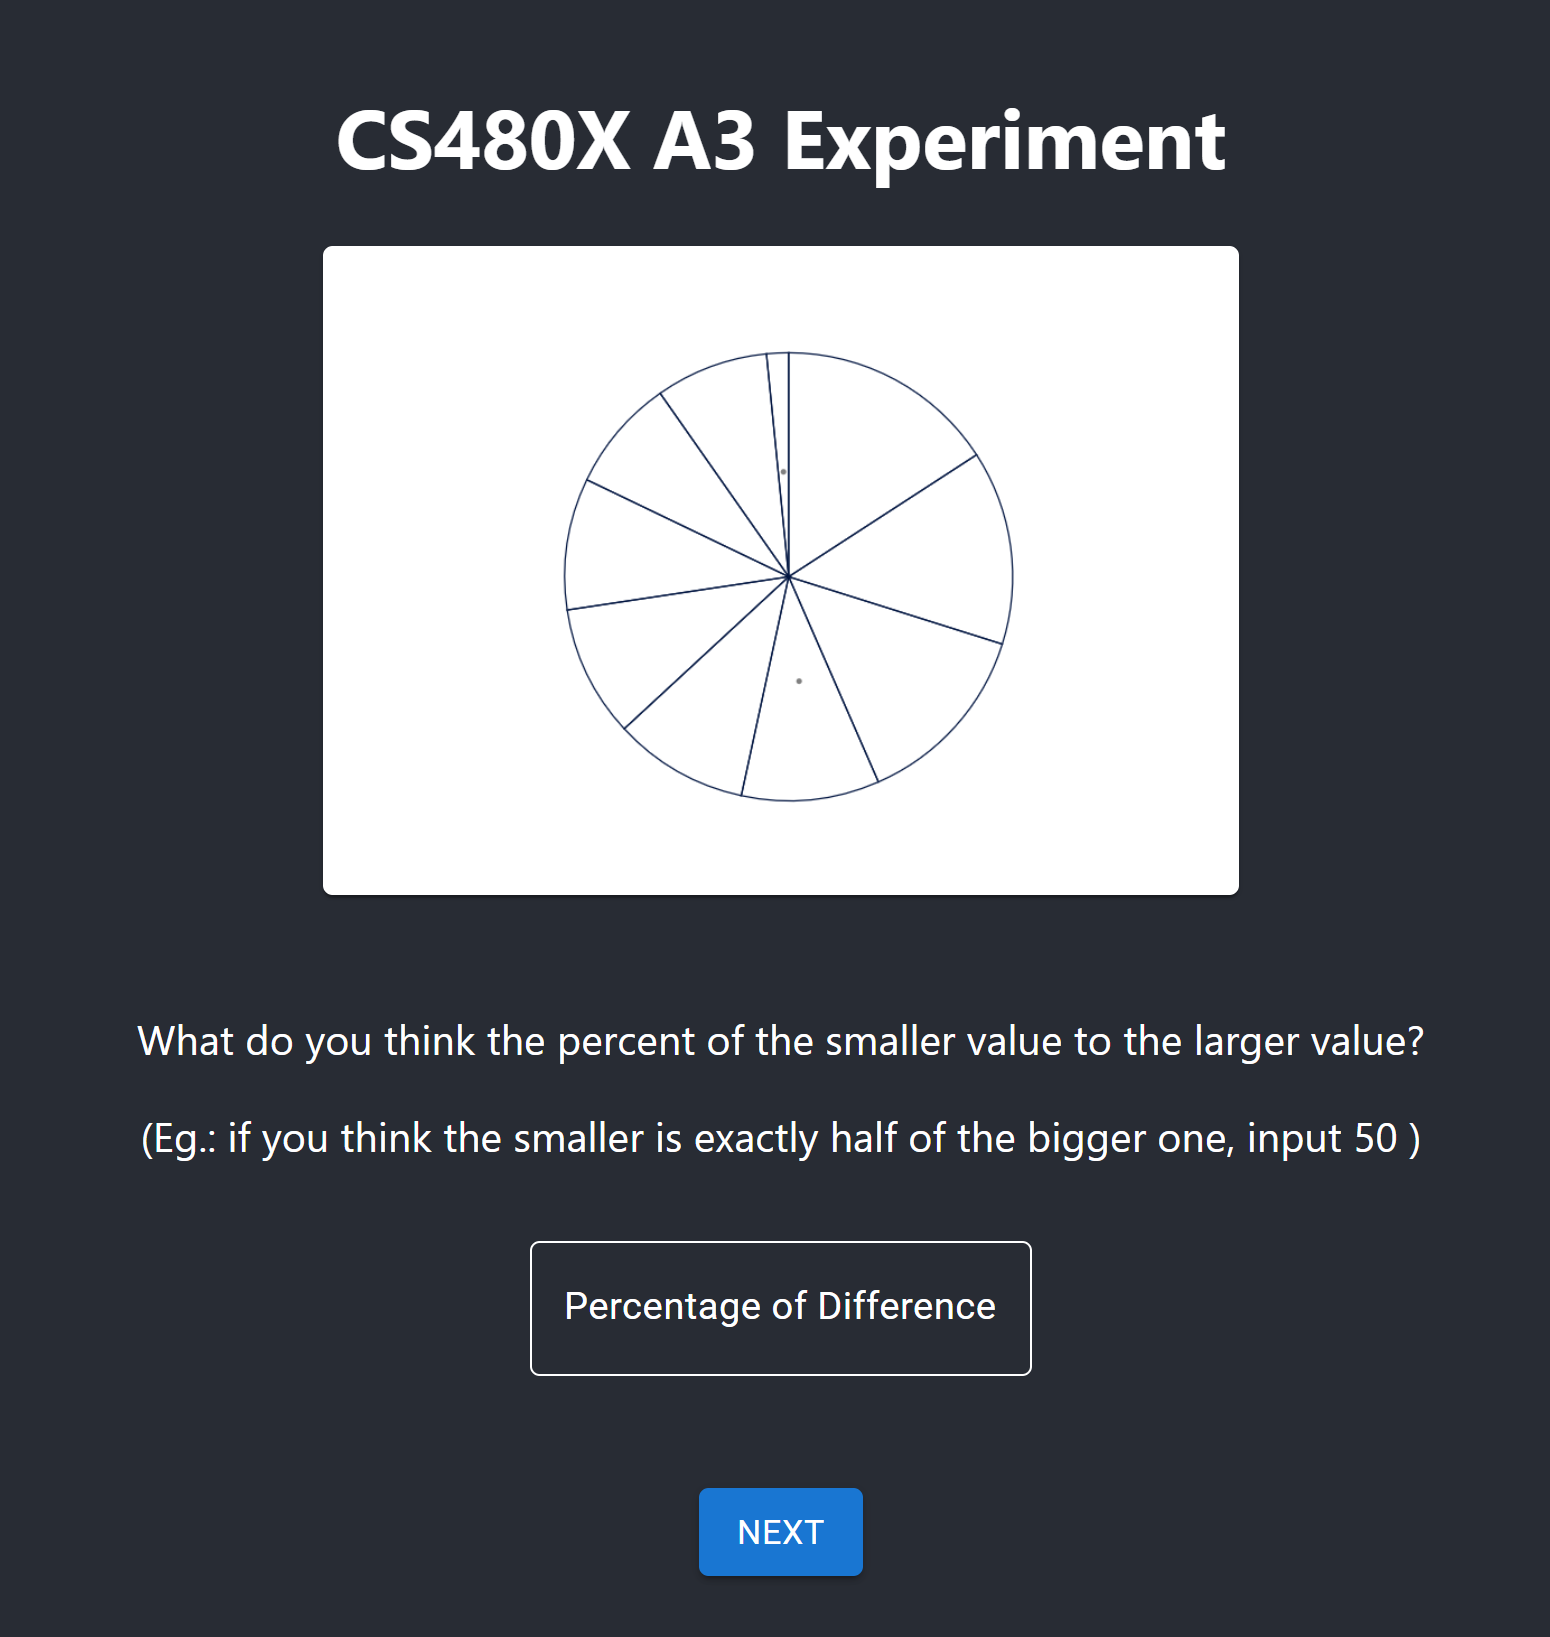 CS480X A3 Experiment
What do you think the percent of the smaller value to the larger value?
(Eg.: if you think the smaller is exactly half of the bigger one, input 50 )
Percentage of Difference
NEXT